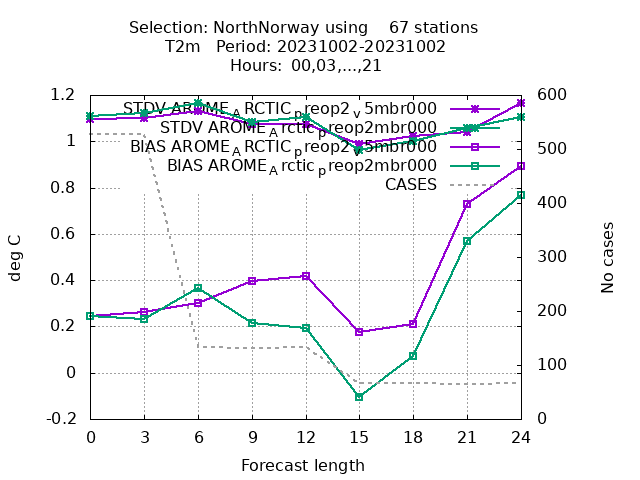 Selection: NorthNorway using    67 stations
T2m   Period: 20231002-20231002
Hours:  00,03,...,21
STDV AROME_ARCTIC_preop2_v5mbr000
STDV AROME_Arctic_preop2mbr000
BIAS AROME_ARCTIC_preop2_v5mbr000
BIAS AROME_Arctic_preop2mbr000
CASES
1.2
1
0.8
0.6
0.4
0.2
0
-0.2
deg C
600
500
400
300
200
100
0
No cases
0 3 6 9 12 15 18 21 24
Forecast length